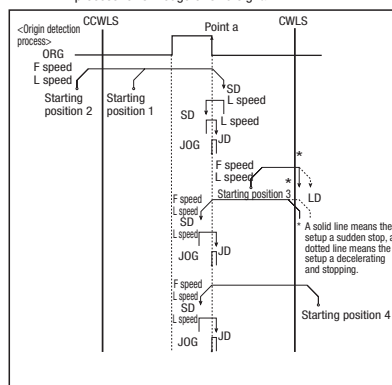 CCWLS
Point a
CWLS
<Origin detection
process>
ORG
F speed
L speed
Starting
position 2
Starting
position 1
SD
L speed
SD
L speed
JOG
JD
F speed
L speed
*
*
Starting position 3
LD
F speed
L speed
SD
L speed
JOG
JD
* A solid line means the
setup a sudden stop, a
dotted line means the
setup a decelerating
and stopping.
F speed
L speed
SD
L speed
Starting position 4
JOG
JD